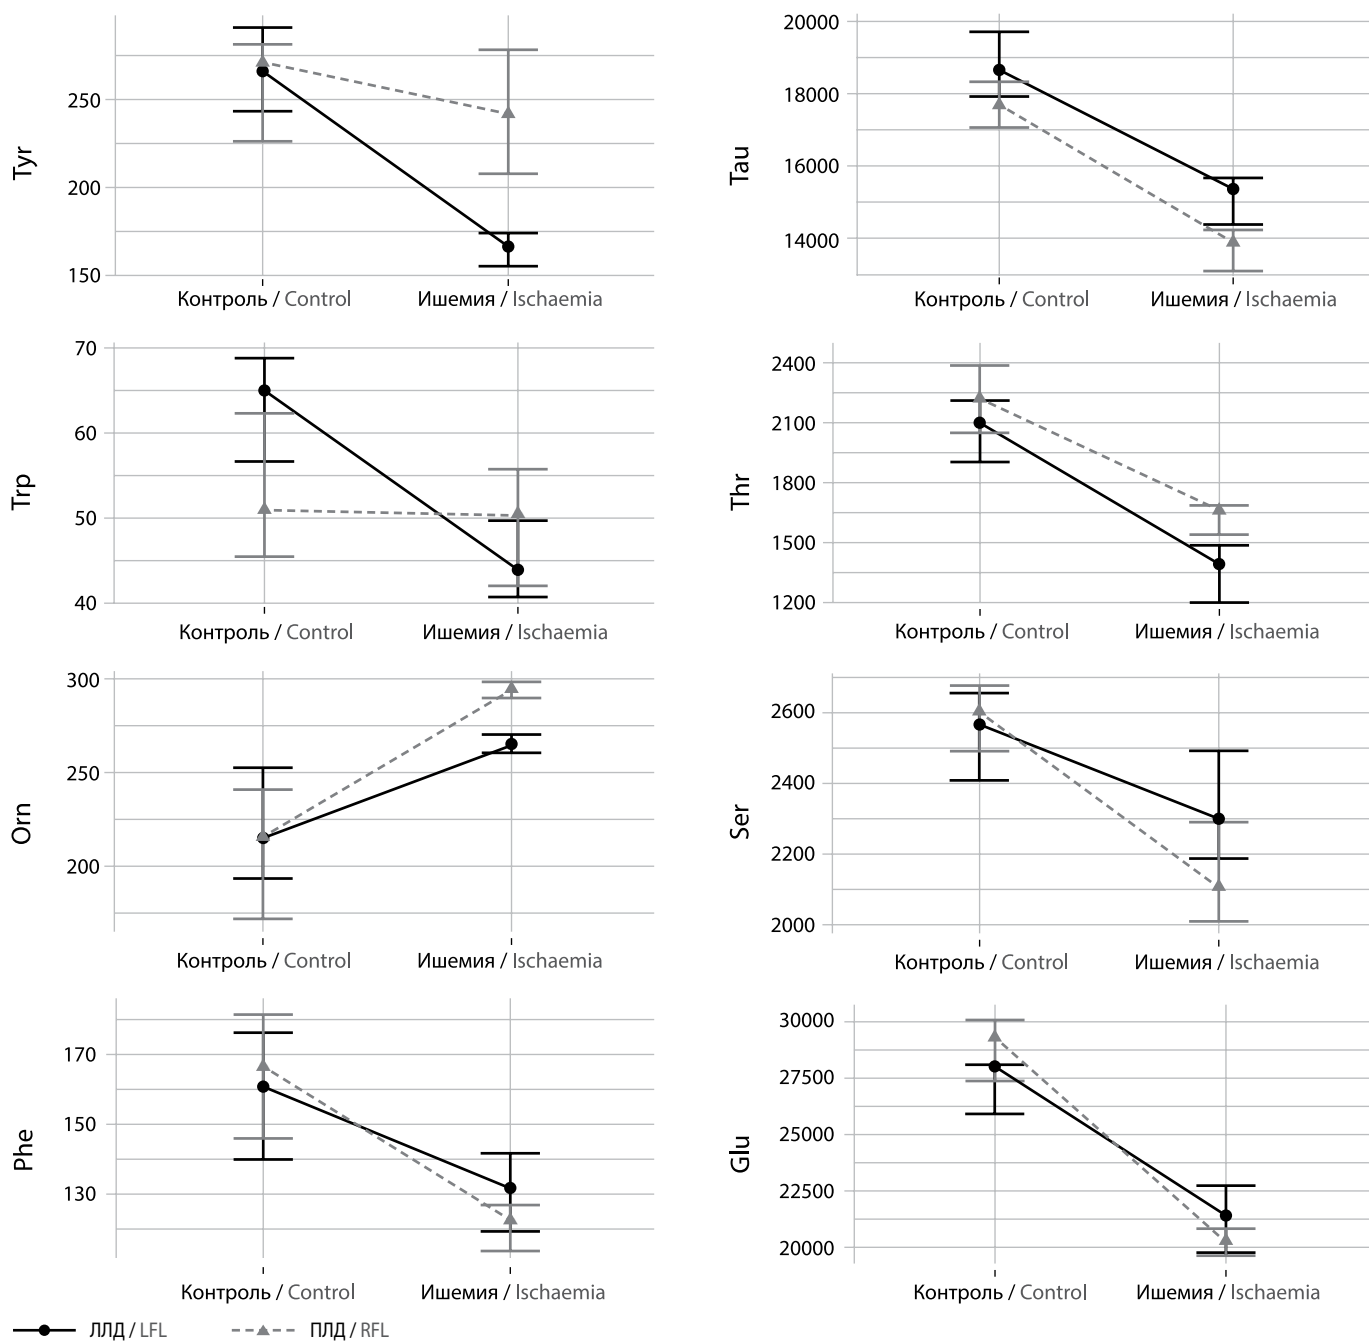 Tyr
250
200
150
Контроль / Control
Ишемия / Ischaemia
Tau
20000
18000
16000
14000
Контроль / Control
Ишемия / Ischaemia
Trp
70
60
50
40
Контроль / Control
Ишемия / Ischaemia
Thr
2400
2100
1800
1500
1200
Контроль / Control
Ишемия / Ischaemia
Orn
300
250
200
Контроль / Control
Ишемия / Ischaemia
Ser
2600
2400
2200
2000
Контроль / Control
Ишемия / Ischaemia
Phe
170
150
130
Контроль / Control
Ишемия / Ischaemia
Glu
30000
27500
25000
22500
20000
Контроль / Control
Ишемия / Ischaemia
ЛЛД / LFL
ПЛД / RFL